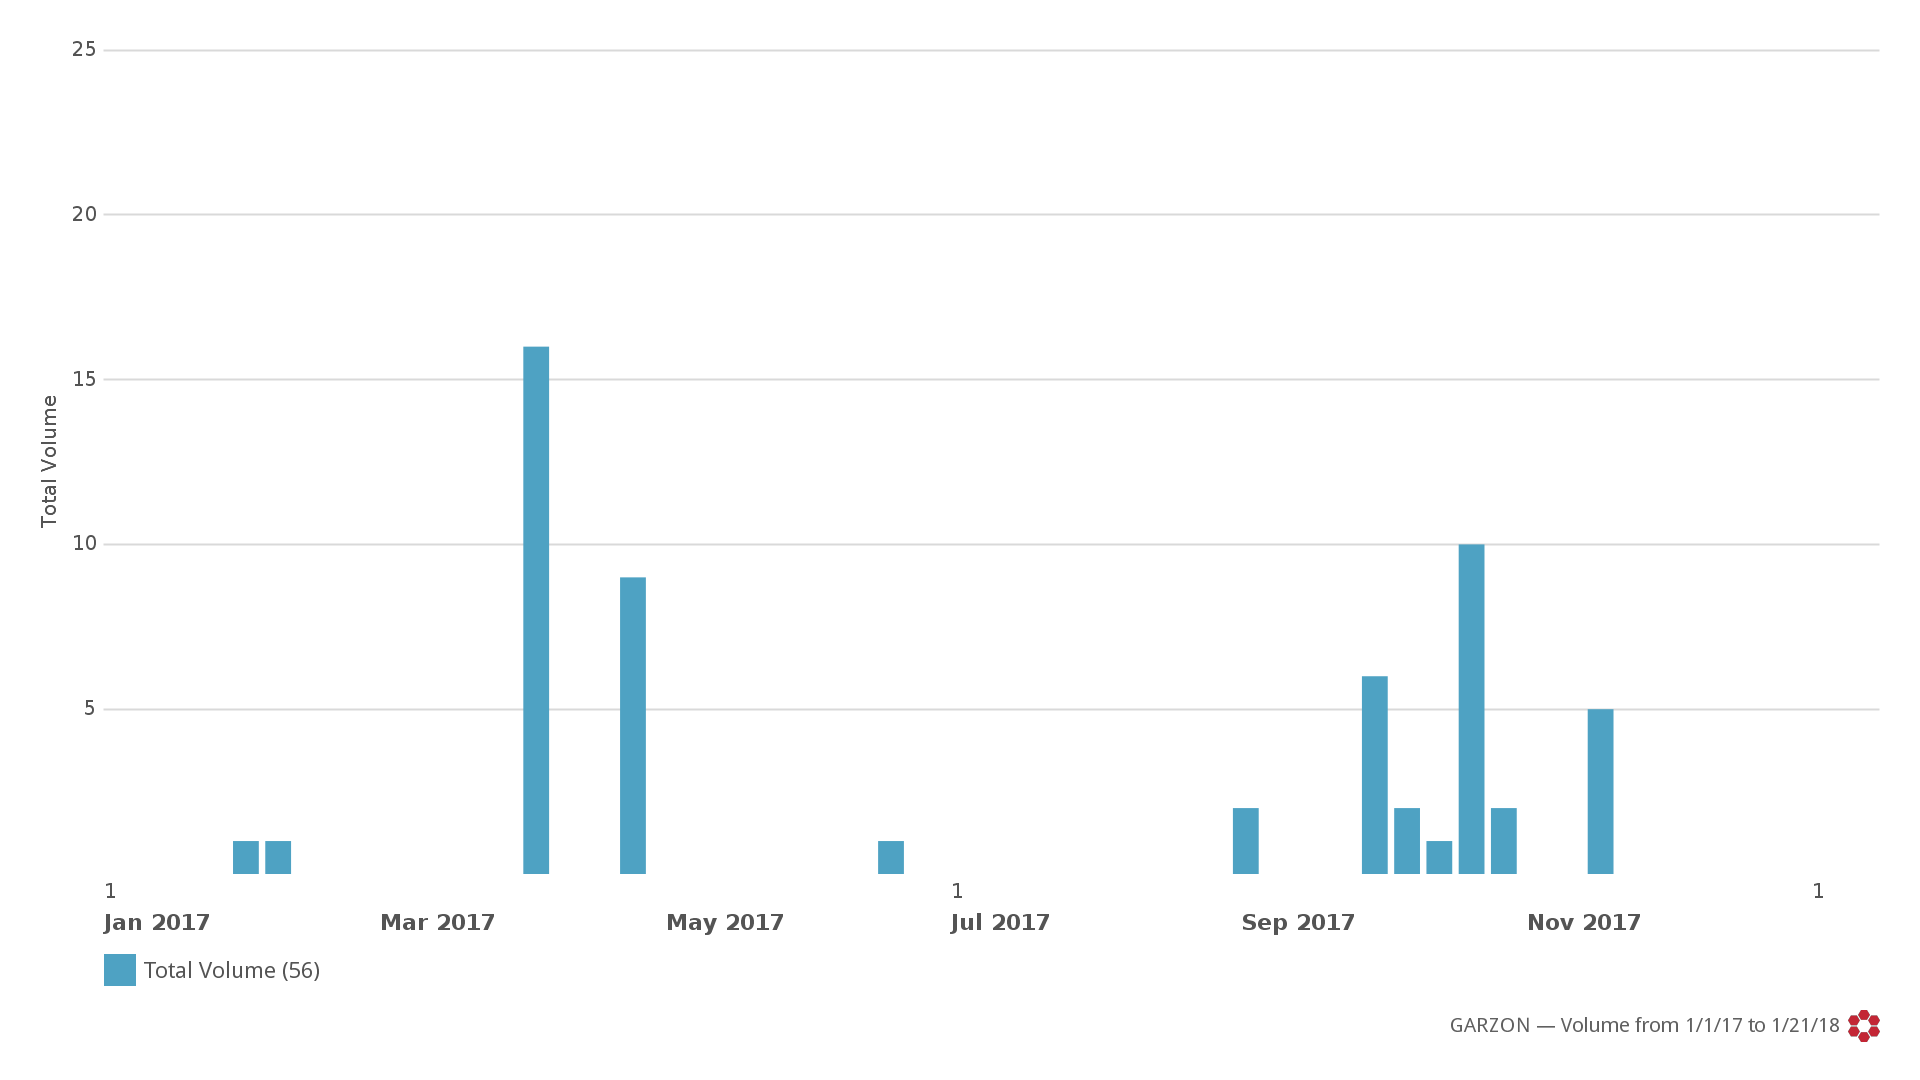 25
20
15
10
5
Total Volume
1 1 1
Jan 2017 Mar 2017 May 2017 Jul 2017 Sep 2017 Nov 2017
Total Volume (56)
GARZON — Volume from 1/1/17 to 1/21/18